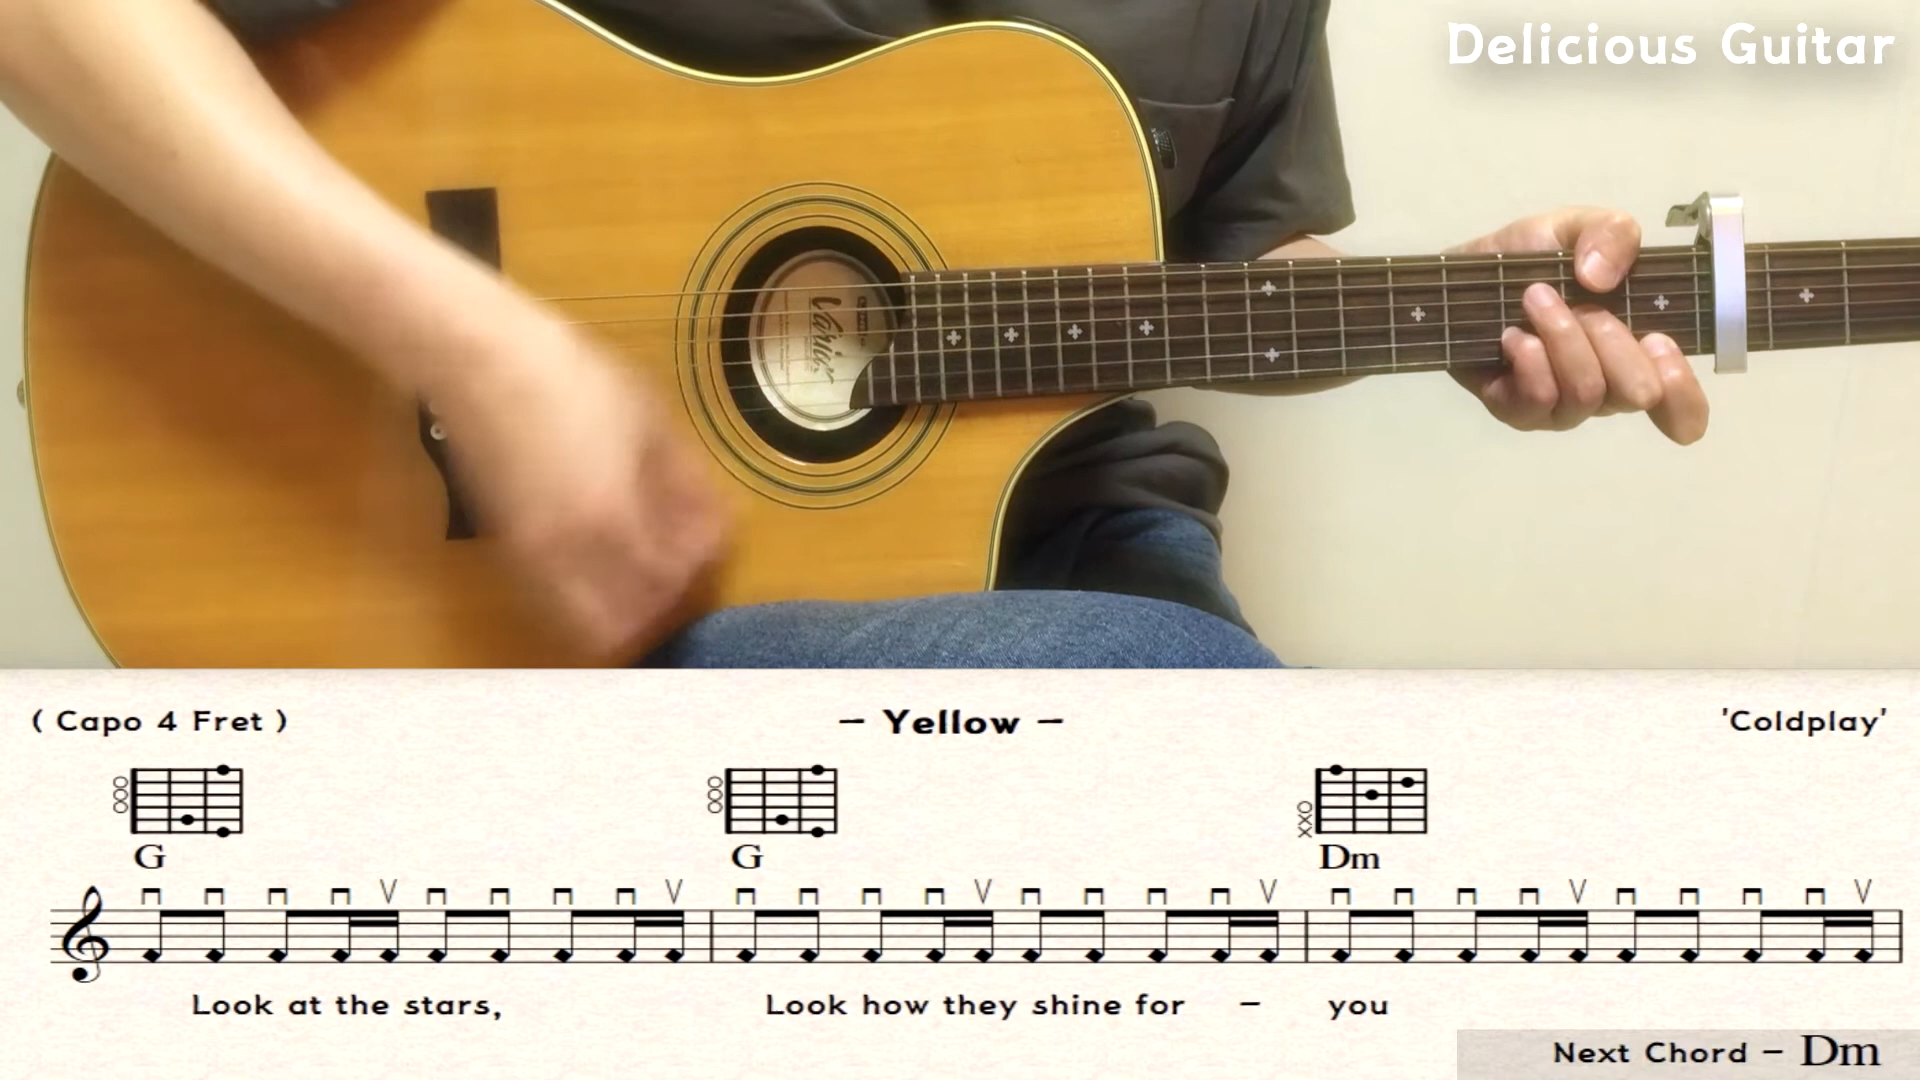 Delicious Guitar
( Capo 4 Fret )
– Yellow –
'Coldplay'
G
G
Dm
Look at the stars,
Look how they shine for – you
Next Chord – Dm